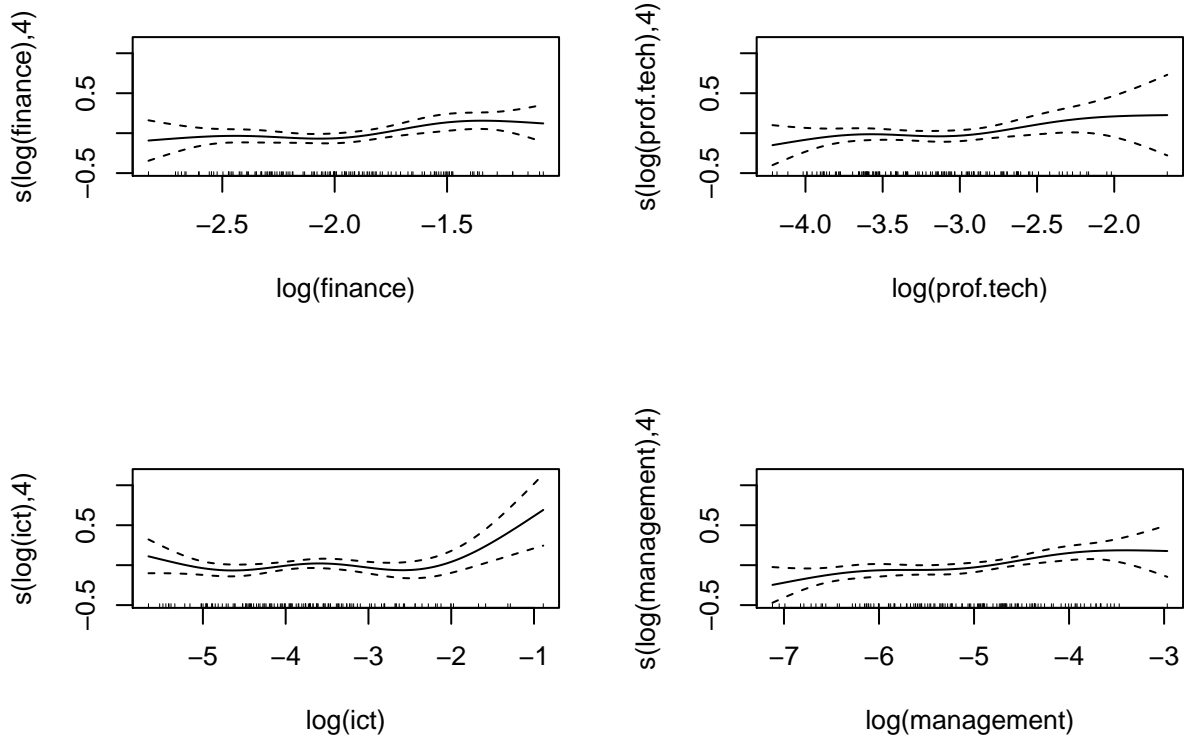 s(log(finance),4)
−0.5 0.5
−2.5 −2.0 −1.5
log(finance)
s(log(prof.tech),4)
−0.5 0.5
−4.0 −3.5 −3.0 −2.5 −2.0
log(prof.tech)
s(log(ict),4)
−0.5 0.5
−5 −4 −3 −2 −1
log(ict)
s(log(management),4)
−0.5 0.5
−7 −6 −5 −4 −3
log(management)